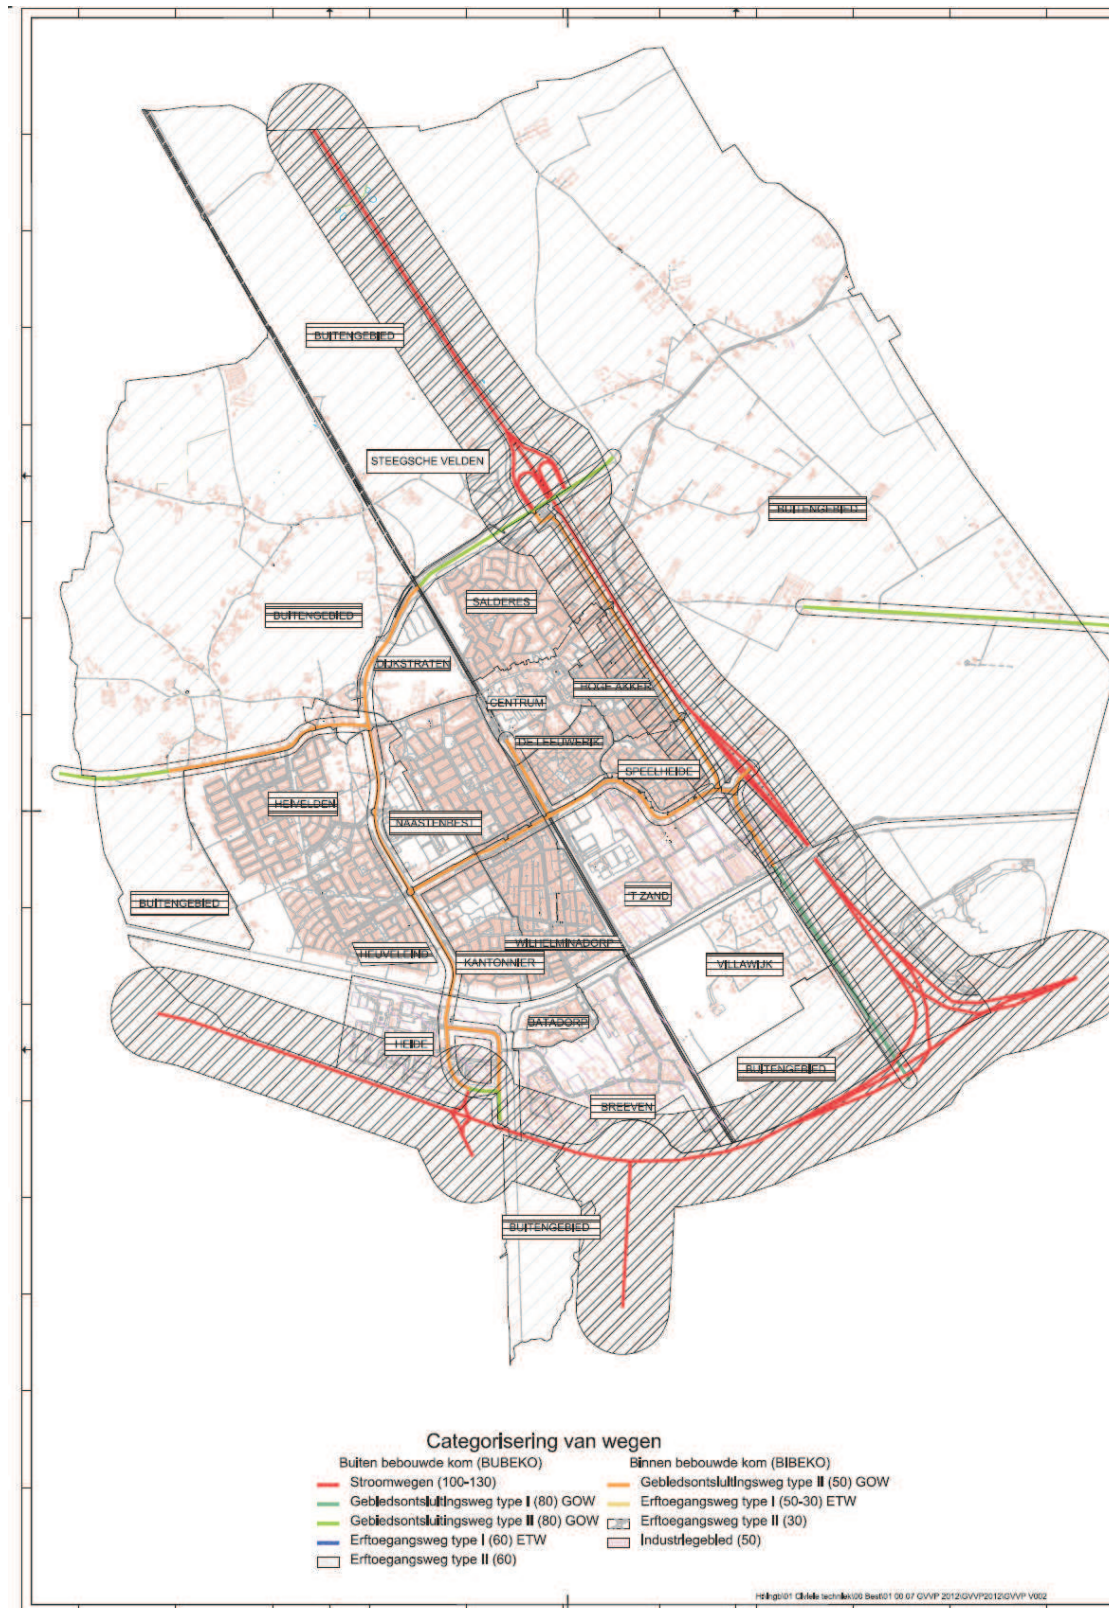 BUITENGEBIED
STEEGSCHE VELDEN
BUITENGEBIED
SALDERES
BUITENGEBIED
DIJKSTRATEN
HOGE AKKER
CENTRUM
DE LEEUWERIK
SPEELHEIDE
HEIVELDEN
NAASTENBEST
'T ZAND
BUITENGEBIED
WILHELMINADORP
HEUVELEIND
KANTONNIER
VILLAWIJK
BATADORP
HEIDE
BUITENGEBIED
BREEVEN
BUITENGEBIED
Categorisering van wegen
Buiten bebouwde kom (BUBEKO)
Stroomwegen (100-130)
Gebiedsontsluitingsweg type I (80) GOW
Gebiedsontsluitingsweg type II (80) GOW
Erftoegangsweg type I (60) ETW
Erftoegangsweg type II (60)
Binnen bebouwde kom (BIBEKO)
Gebiedsontsluitingsweg type II (50) GOW
Erftoegangsweg type I (50-30) ETW
Erftoegangsweg type II (30)
Industriegebied (50)